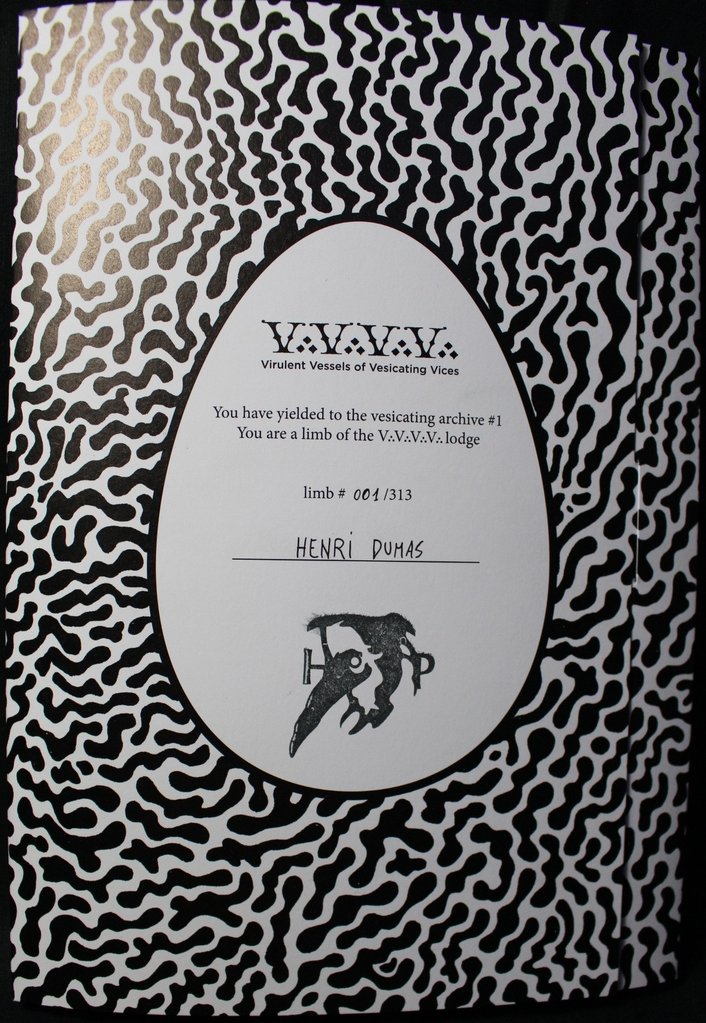 V∴V∴V∴V∴
Virulent Vessels of Vesicating Vices
You have yielded to the vesicating archive #1
You are a limb of the V∴V∴V∴V∴ lodge
limb # 001/313
HENRi DUMAS
H P